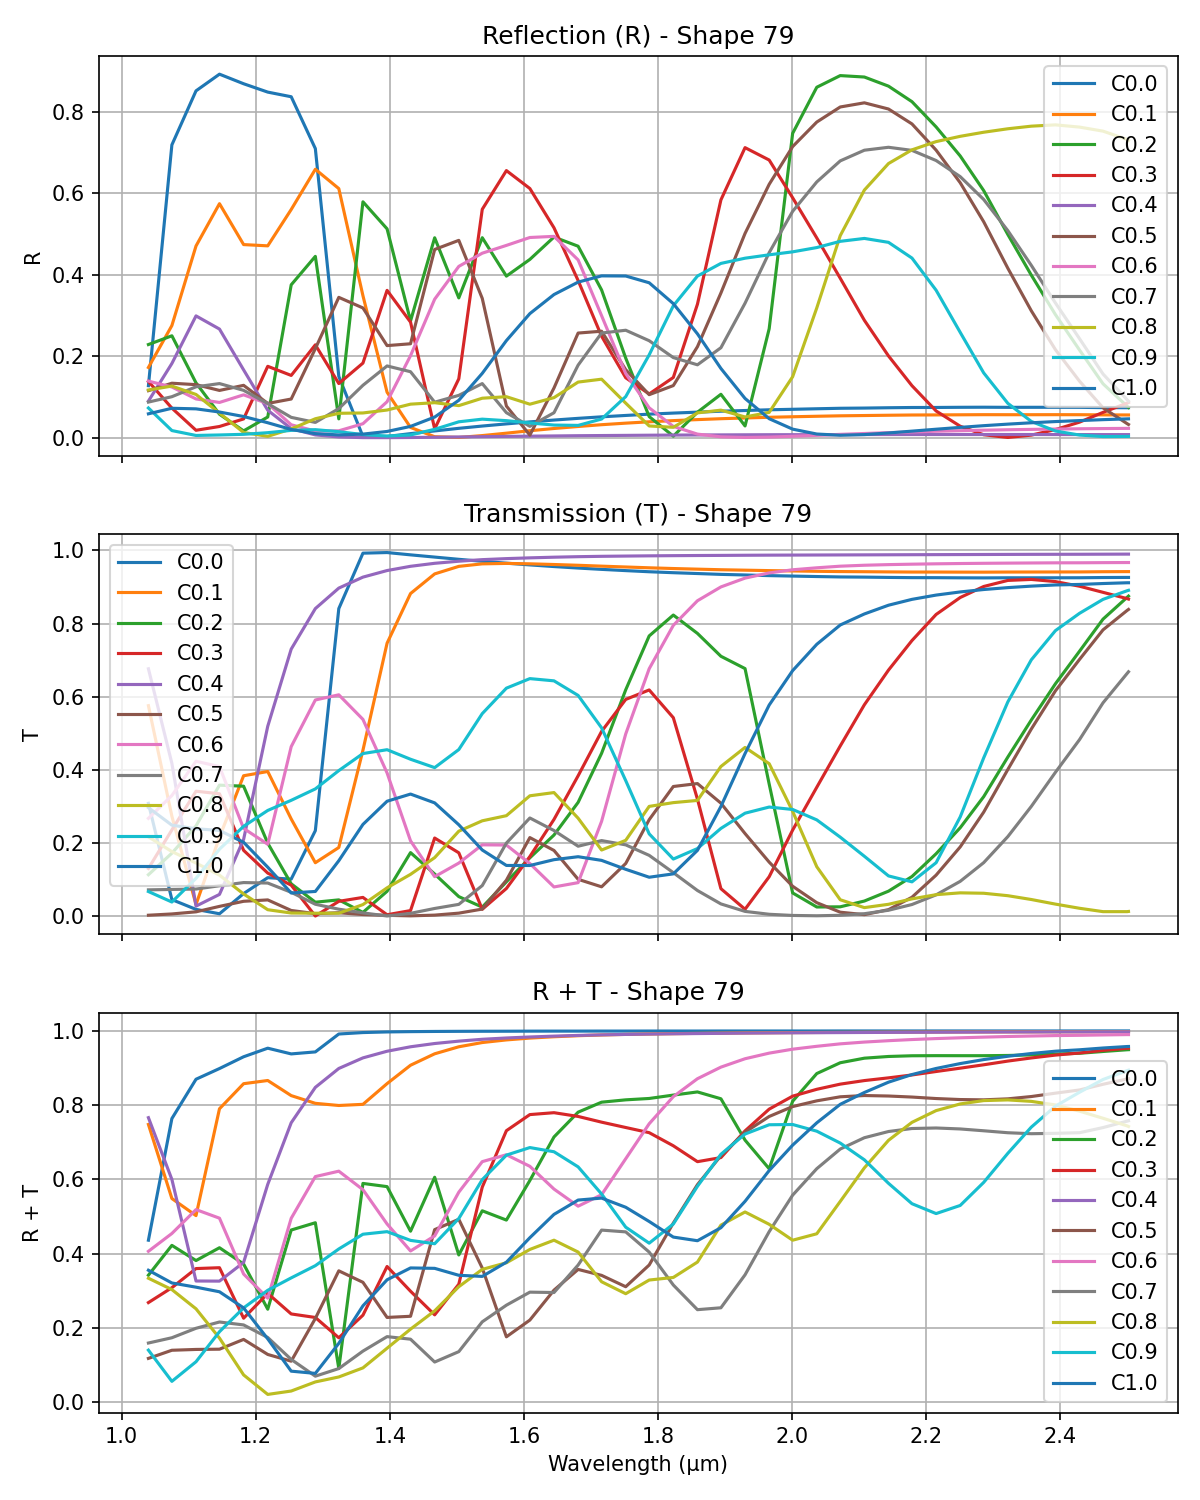 Reflection (R) - Shape 79
R
0.8
0.6
0.4
0.2
0.0
C0.0
C0.1
C0.2
C0.3
C0.4
C0.5
C0.6
C0.7
C0.8
C0.9
C1.0
Transmission (T) - Shape 79
T
1.0
0.8
0.6
0.4
0.2
0.0
C0.0
C0.1
C0.2
C0.3
C0.4
C0.5
C0.6
C0.7
C0.8
C0.9
C1.0
R + T - Shape 79
R + T
1.0
0.8
0.6
0.4
0.2
0.0
C0.0
C0.1
C0.2
C0.3
C0.4
C0.5
C0.6
C0.7
C0.8
C0.9
C1.0
1.0 1.2 1.4 1.6 1.8 2.0 2.2 2.4
Wavelength (μm)